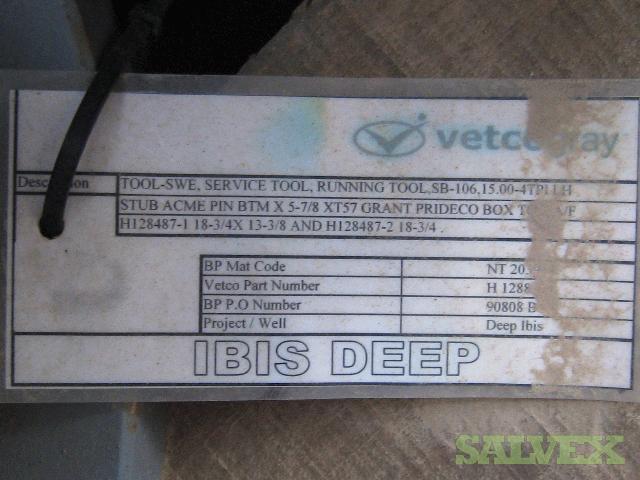 vetcogray
Description TOOL-SWE, SERVICE TOOL, RUNNING TOOL,SB-106,15.00-4TPI LH
STUB ACME PIN BTM X 5-7/8 XT57 GRANT PRIDECO BOX
H128487-1 18-3/4X 13-3/8 AND H128487-2 18-3/4 .
BP Mat Code NT
Vetco Part Number H
BP P.O Number 90808
Project / Well Deep Ibis
IBIS DEEP
SALVEX